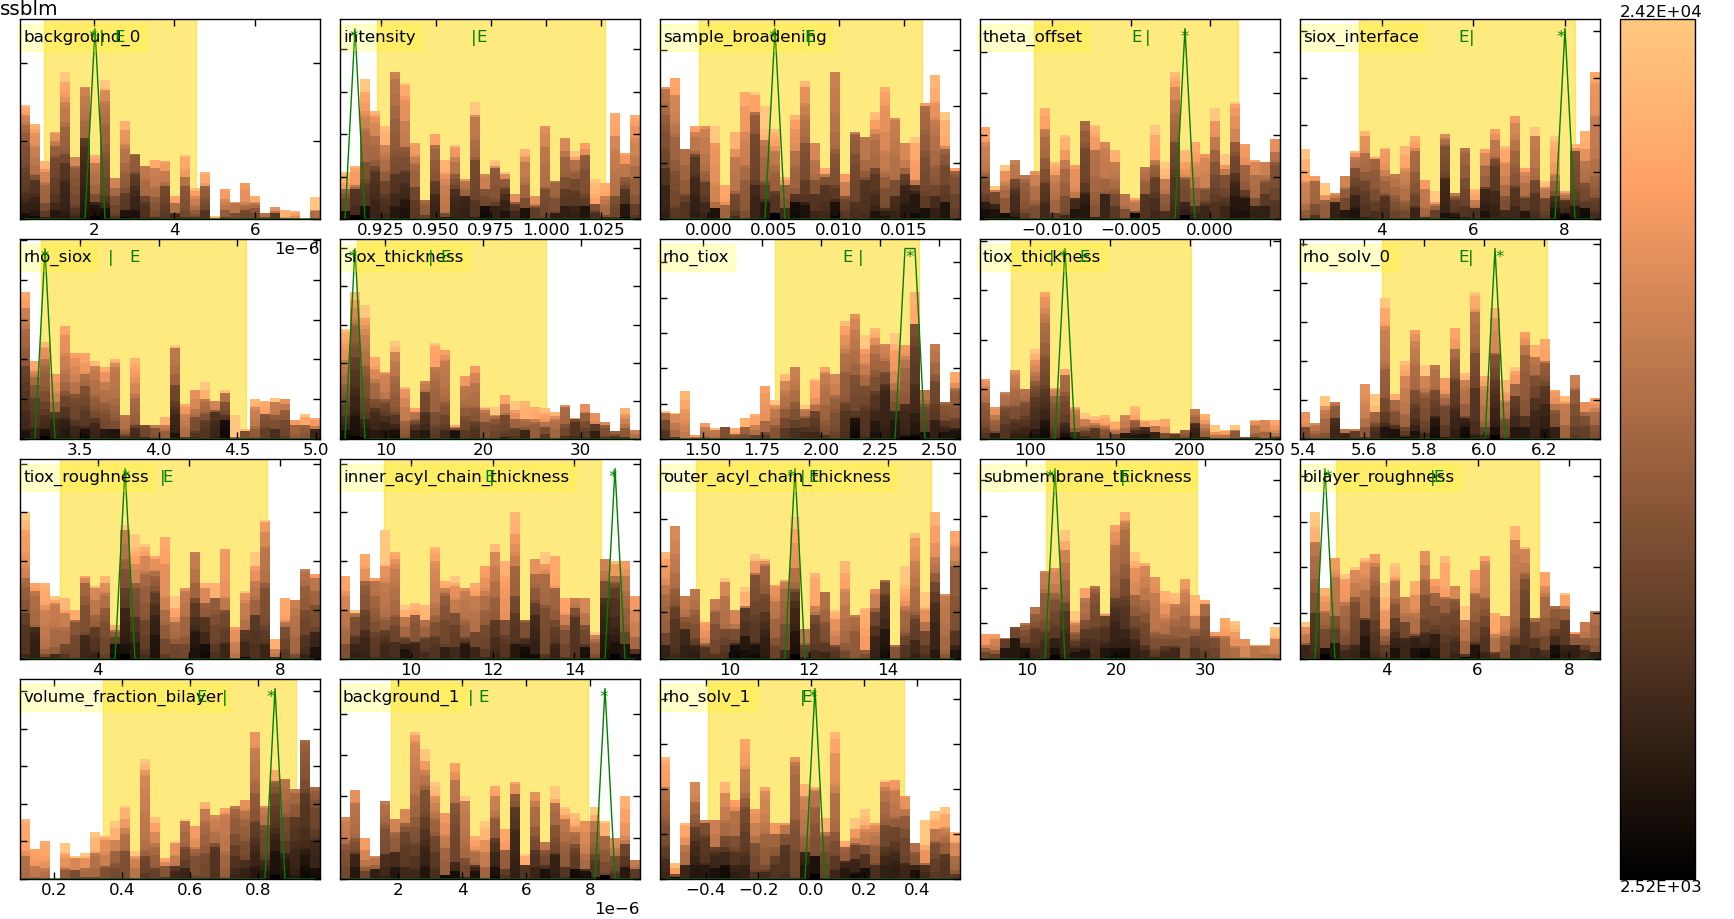 ssblm
2.42E+04
background_0
intensity
sample_broadening
theta_offset
siox_interface
* | E
* |E
* |E
E | *
E| *
2 4 6
0.925 0.950 0.975 1.000 1.025
0.000 0.005 0.010 0.015
−0.010 −0.005 0.000
4 6 8
1e−6
rho_siox
siox_thickness
rho_tiox
tiox_thickness
rho_solv_0
* | E
* | E
E | *
| * E
E| *
3.5 4.0 4.5 5.0
10 20 30
1.50 1.75 2.00 2.25 2.50
100 150 200 250
5.4 5.6 5.8 6.0 6.2
tiox_roughness
inner_acyl_chain_thickness
outer_acyl_chain_thickness
submembrane_thickness
bilayer_roughness
* |E
E| *
* | E
* |E
* |E
4 6 8
10 12 14
10 12 14
10 20 30
4 6 8
volume_fraction_bilayer
background_1
rho_solv_1
E | *
| E *
|E*
0.2 0.4 0.6 0.8
2 4 6 8
−0.4 −0.2 0.0 0.2 0.4
1e−6
2.52E+03